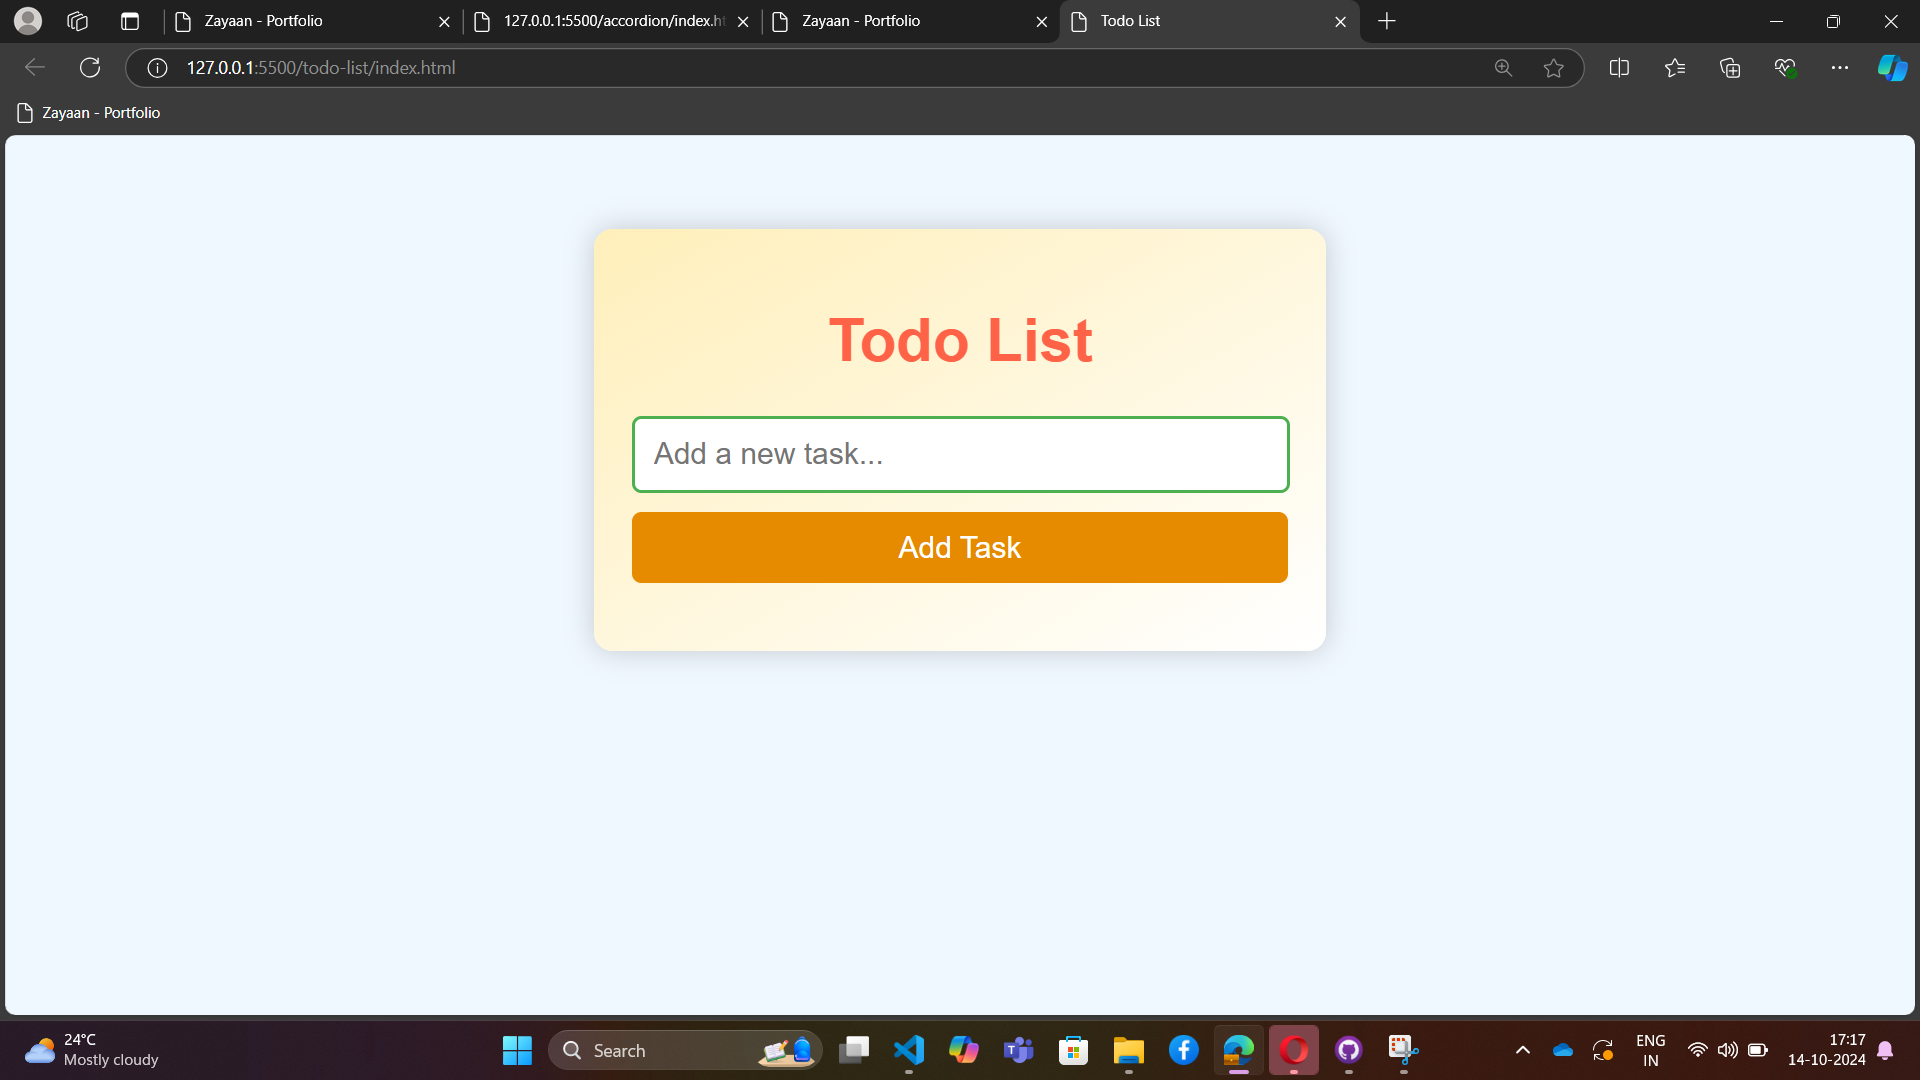 Zayaan - Portfolio
127.0.0.1:5500/accordion/index.ht
Zayaan - Portfolio
Todo List
127.0.0.1:5500/todo-list/index.html
Zayaan - Portfolio
Todo List
Add a new task...
Add Task
24°C
Mostly cloudy
Search
ENG
IN
17:17
14-10-2024